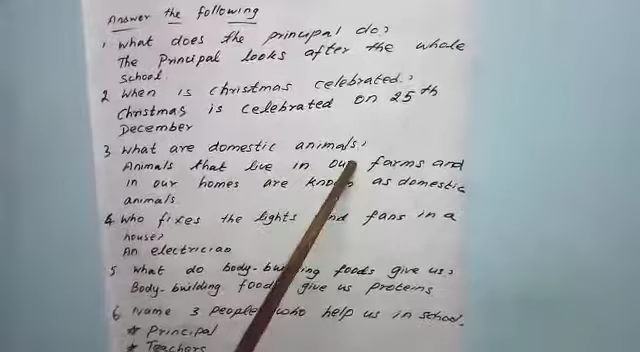 Answer the following
1 What does the principal do?
The Principal looks after the whole
school.
2 When is christmas celebrated?
Christmas is celebrated on 25th
December
3 What are domestic animals?
Animals that live in our farms and
in our homes are known as domestic
animals.
4 Who fixes the lights and fans in a
house?
An electrician
5 What do body-building foods give us?
Body-building foods give us proteins
6 Name 3 people who help us in school.
* Principal
* Teachers